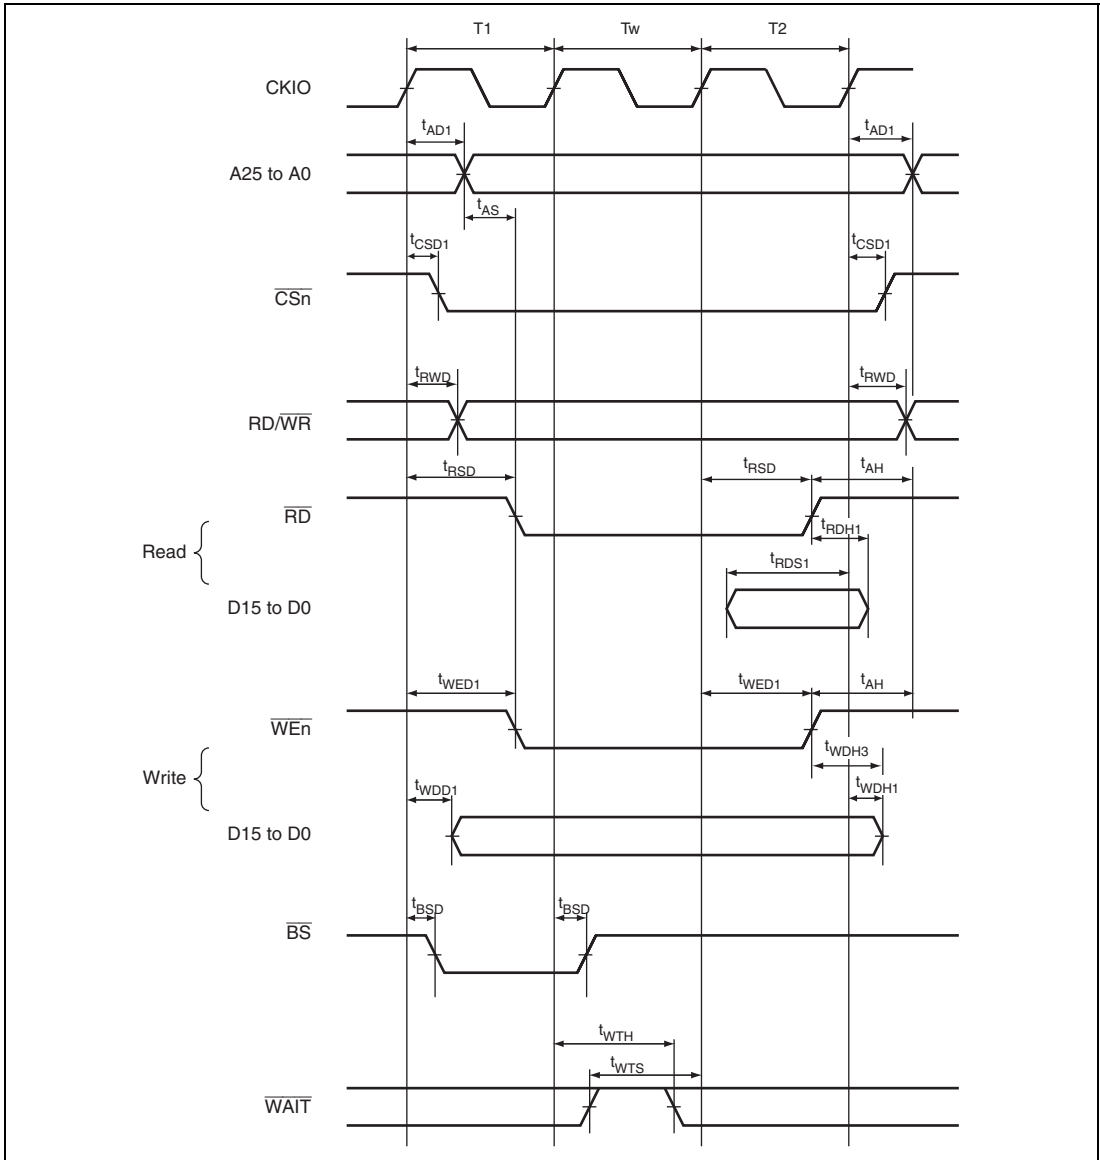 T1 Tw T2
CKIO
tAD1 tAD1
A25 to A0
tAS
tCSD1 tCSD1
CSn
tRWD tRWD
RD/WR
tRSD tRSD tAH
RD
tRDH1
Read
tRDS1
D15 to D0
tWED1 tWED1 tAH
WEn
tWDH3
Write
tWDD1 tWDH1
D15 to D0
tBSD tBSD
BS
tWTH
tWTS
WAIT